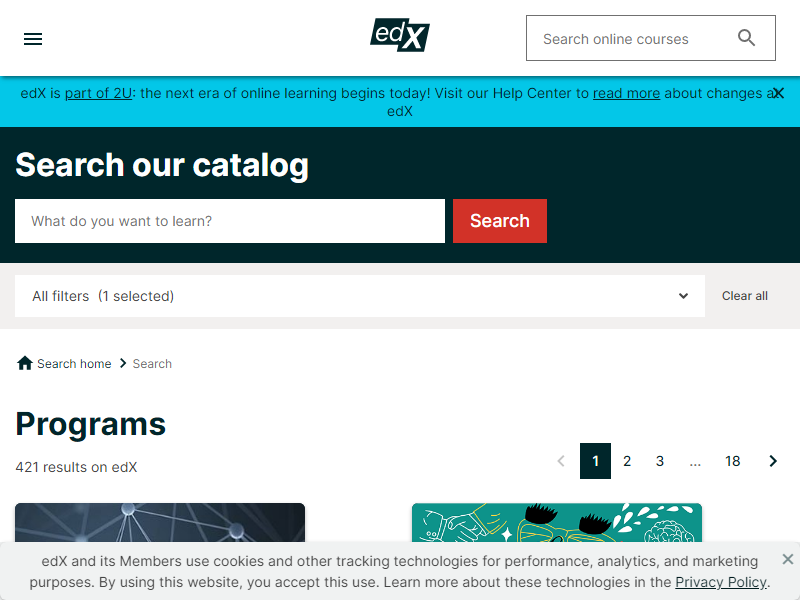 edX
Search online courses
edX is part of 2U: the next era of online learning begins today! Visit our Help Center to read more about changes at
edX
Search our catalog
What do you want to learn?
Search
All filters (1 selected)
Clear all
Search home
Search
Programs
421 results on edX
1 2 3 ... 18
edX and its Members use cookies and other tracking technologies for performance, analytics, and marketing
purposes. By using this website, you accept this use. Learn more about these technologies in the Privacy Policy.